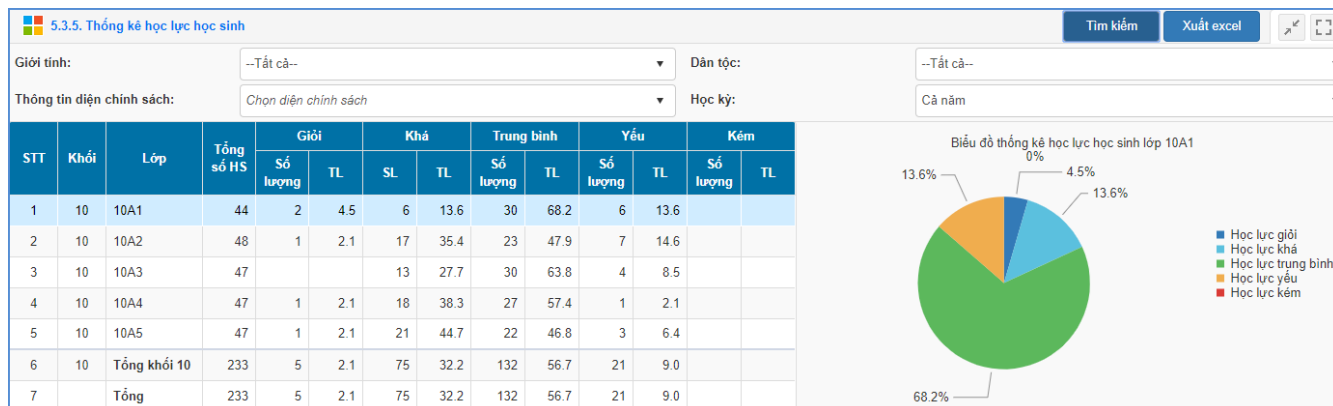 5.3.5. Thống kê học lực học sinh Tìm kiếm Xuất excel
Giới tính: --Tất cả-- Dân tộc: --Tất cả--
Thông tin diện chính sách: Chọn diện chính sách Học kỳ: Cả năm
STT Khối Lớp Tổng số HS Giỏi Khá Trung bình Yếu Kém
Số lượng TL SL TL Số lượng TL Số lượng TL Số lượng TL
1 10 10A1 44 2 4.5 6 13.6 30 68.2 6 13.6
2 10 10A2 48 1 2.1 17 35.4 23 47.9 7 14.6
3 10 10A3 47 13 27.7 30 63.8 4 8.5
4 10 10A4 47 1 2.1 18 38.3 27 57.4 1 2.1
5 10 10A5 47 1 2.1 21 44.7 22 46.8 3 6.4
6 10 Tổng khối 10 233 5 2.1 75 32.2 132 56.7 21 9.0
7 Tổng 233 5 2.1 75 32.2 132 56.7 21 9.0
Biểu đồ thống kê học lực học sinh lớp 10A1
0%
13.6%
4.5%
13.6%
68.2%
Học lực giỏi
Học lực khá
Học lực trung bình
Học lực yếu
Học lực kém